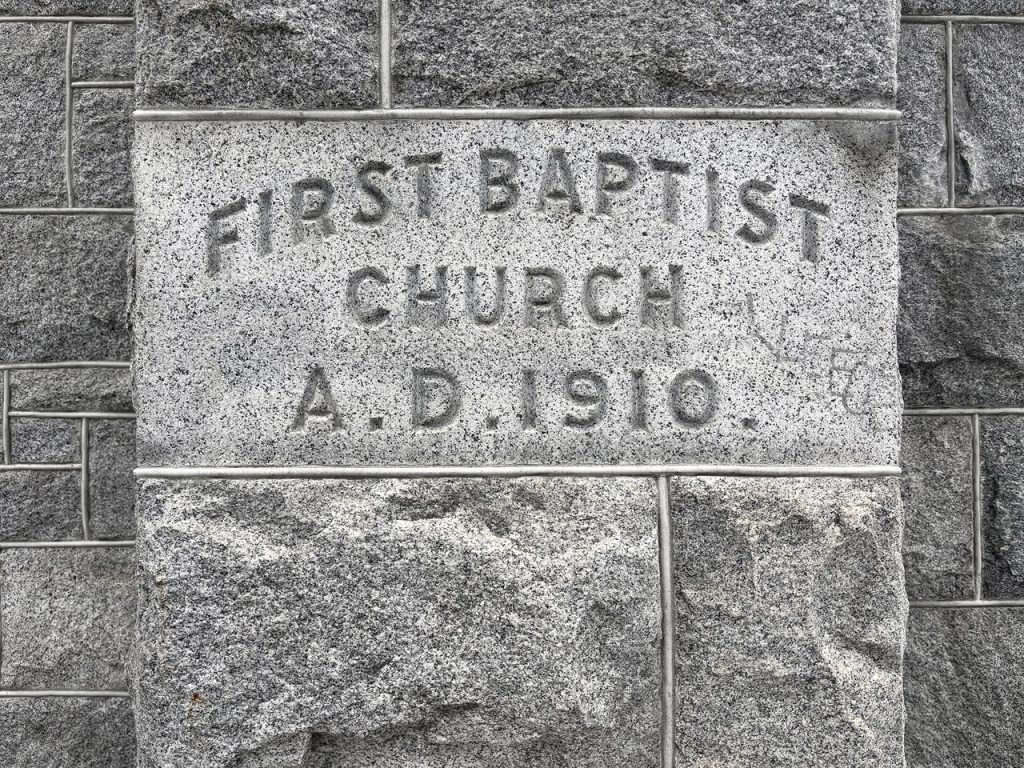 FIRST BAPTIST
CHURCH
A.D.1910.